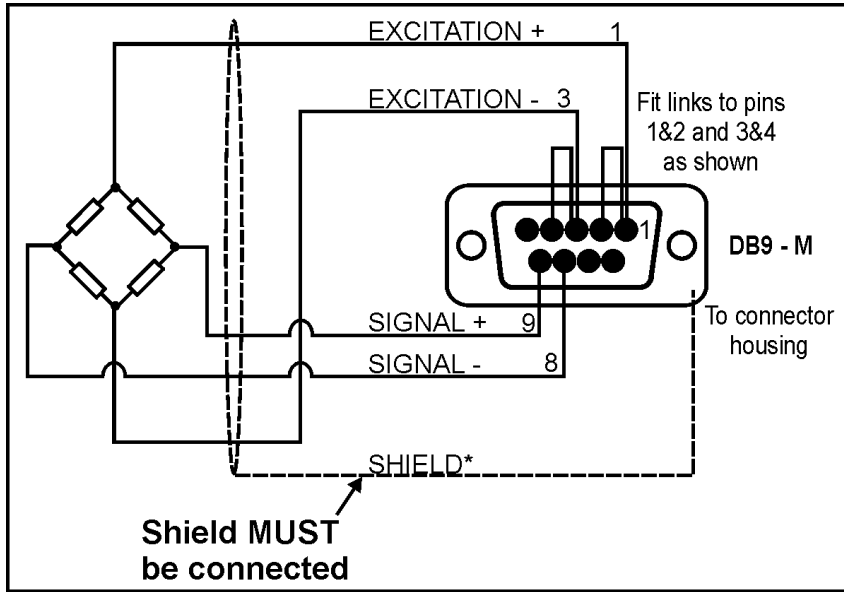 EXCITATION + 1
EXCITATION - 3
Fit links to pins
1&2 and 3&4
as shown
1
DB9 - M
To connector
housing
SIGNAL + 9
SIGNAL - 8
SHIELD*
Shield MUST
be connected